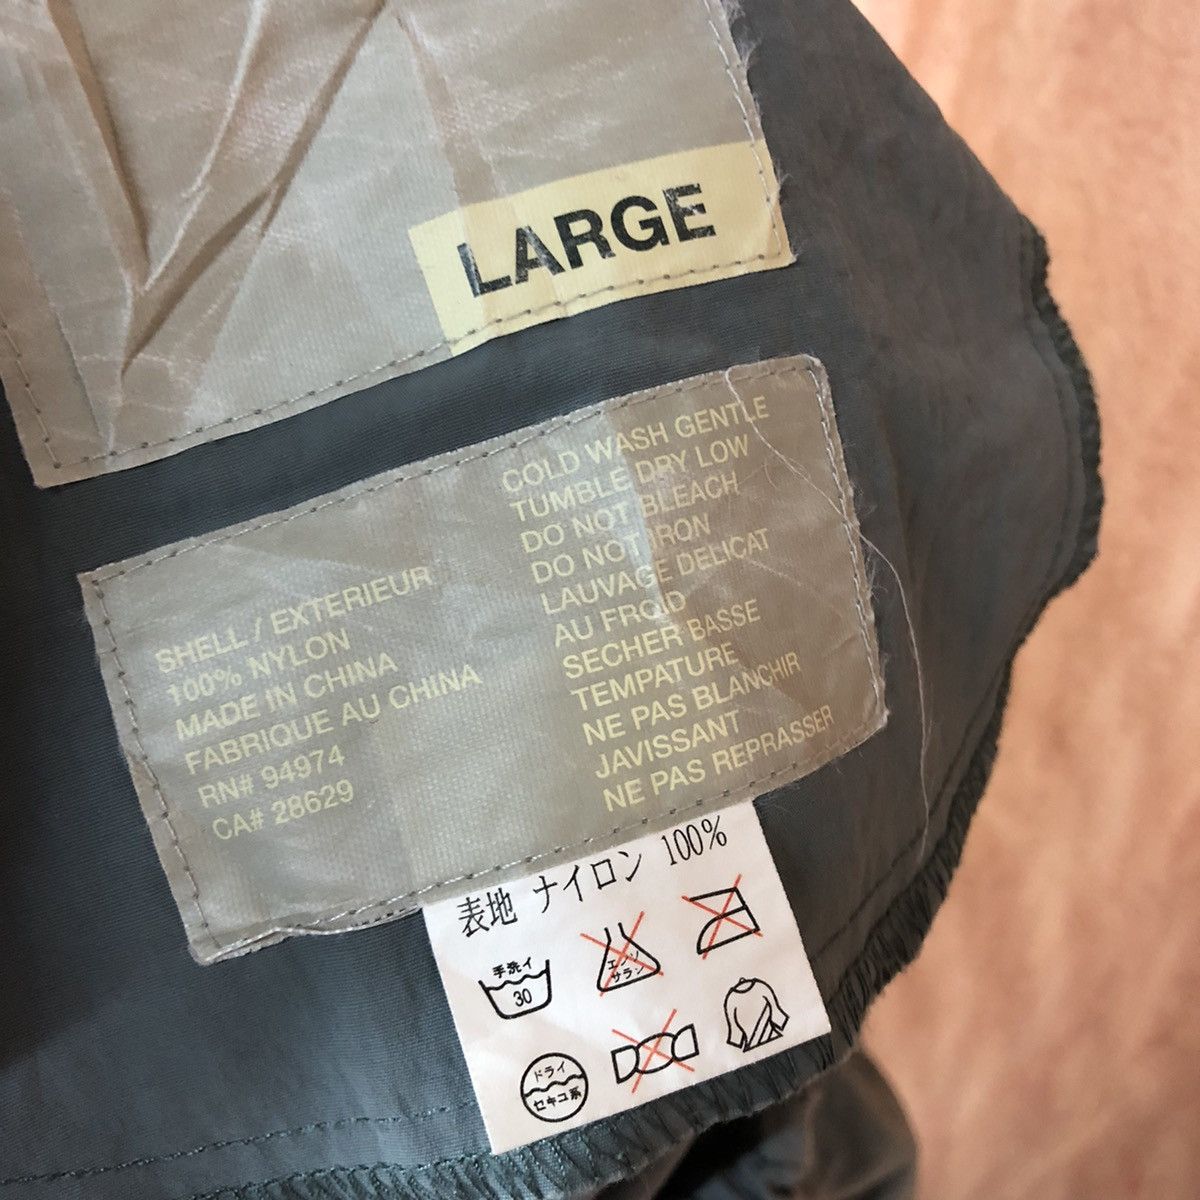 LARGE
SHELL / EXTERIEUR
100% NYLON
MADE IN CHINA
FABRIQUE AU CHINA
RN# 94974
CA# 28629
COLD WASH GENTLE
TUMBLE DRY LOW
DO NOT BLEACH
DO NOT IRON
LAUVAGE DELICAT
AU FROID
SECHER BASSE
TEMPATURE
NE PAS BLANCHIR
JAVISSANT
NE PAS REPRASSER
表地 ナイロン 100%
手洗イ
30
エンソ
サラシ
ドライ
セキユ系